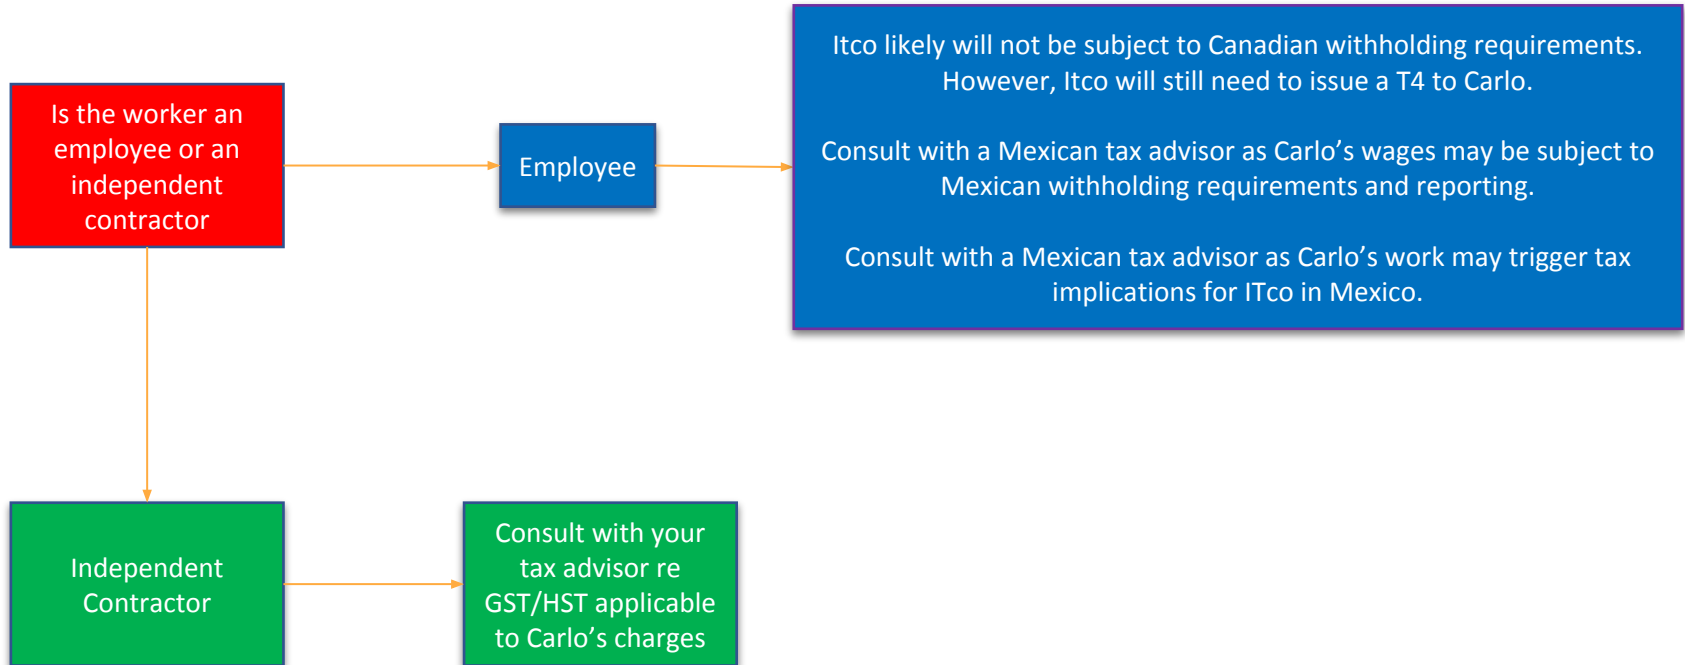 Is the worker an
employee or an
independent
contractor
Employee
Itco likely will not be subject to Canadian withholding requirements.
However, Itco will still need to issue a T4 to Carlo.
Consult with a Mexican tax advisor as Carlo’s wages may be subject to
Mexican withholding requirements and reporting.
Consult with a Mexican tax advisor as Carlo’s work may trigger tax
implications for ITco in Mexico.
Independent
Contractor
Consult with your
tax advisor re
GST/HST applicable
to Carlo’s charges